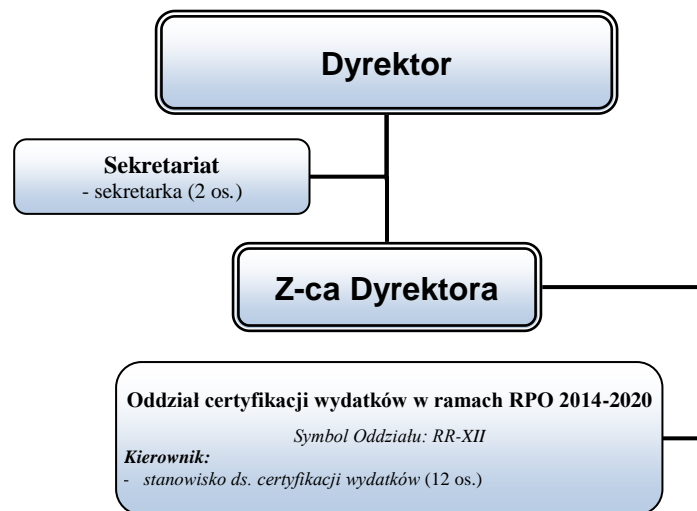 Dyrektor
Sekretariat
- sekretarka (2 os.)
Z-ca Dyrektora
Oddział certyfikacji wydatków w ramach RPO 2014-2020
Symbol Oddziału: RR-XII
Kierownik:
- stanowisko ds. certyfikacji wydatków (12 os.)